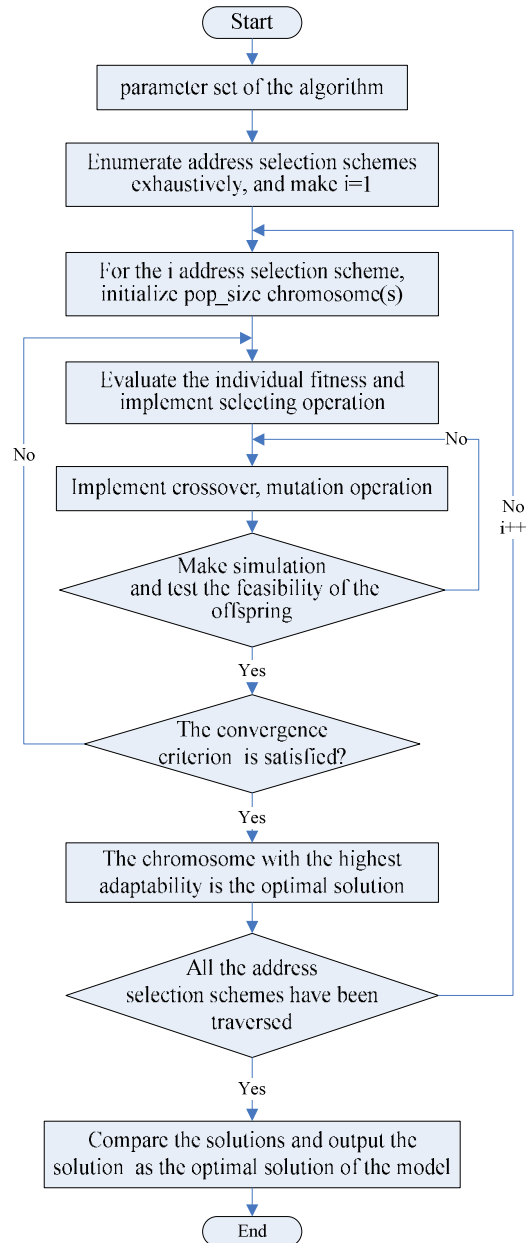 Start
parameter set of the algorithm
Enumerate address selection schemes
exhaustively, and make i=1
For the i address selection scheme,
initialize pop_size chromosome(s)
Evaluate the individual fitness and
implement selecting operation
No
No
Implement crossover, mutation operation
No
i++
Make simulation
and test the feasibility of the
offspring
Yes
The convergence
criterion is satisfied?
Yes
The chromosome with the highest
adaptability is the optimal solution
All the address
selection schemes have been
traversed
Yes
Compare the solutions and output the
solution as the optimal solution of the model
End